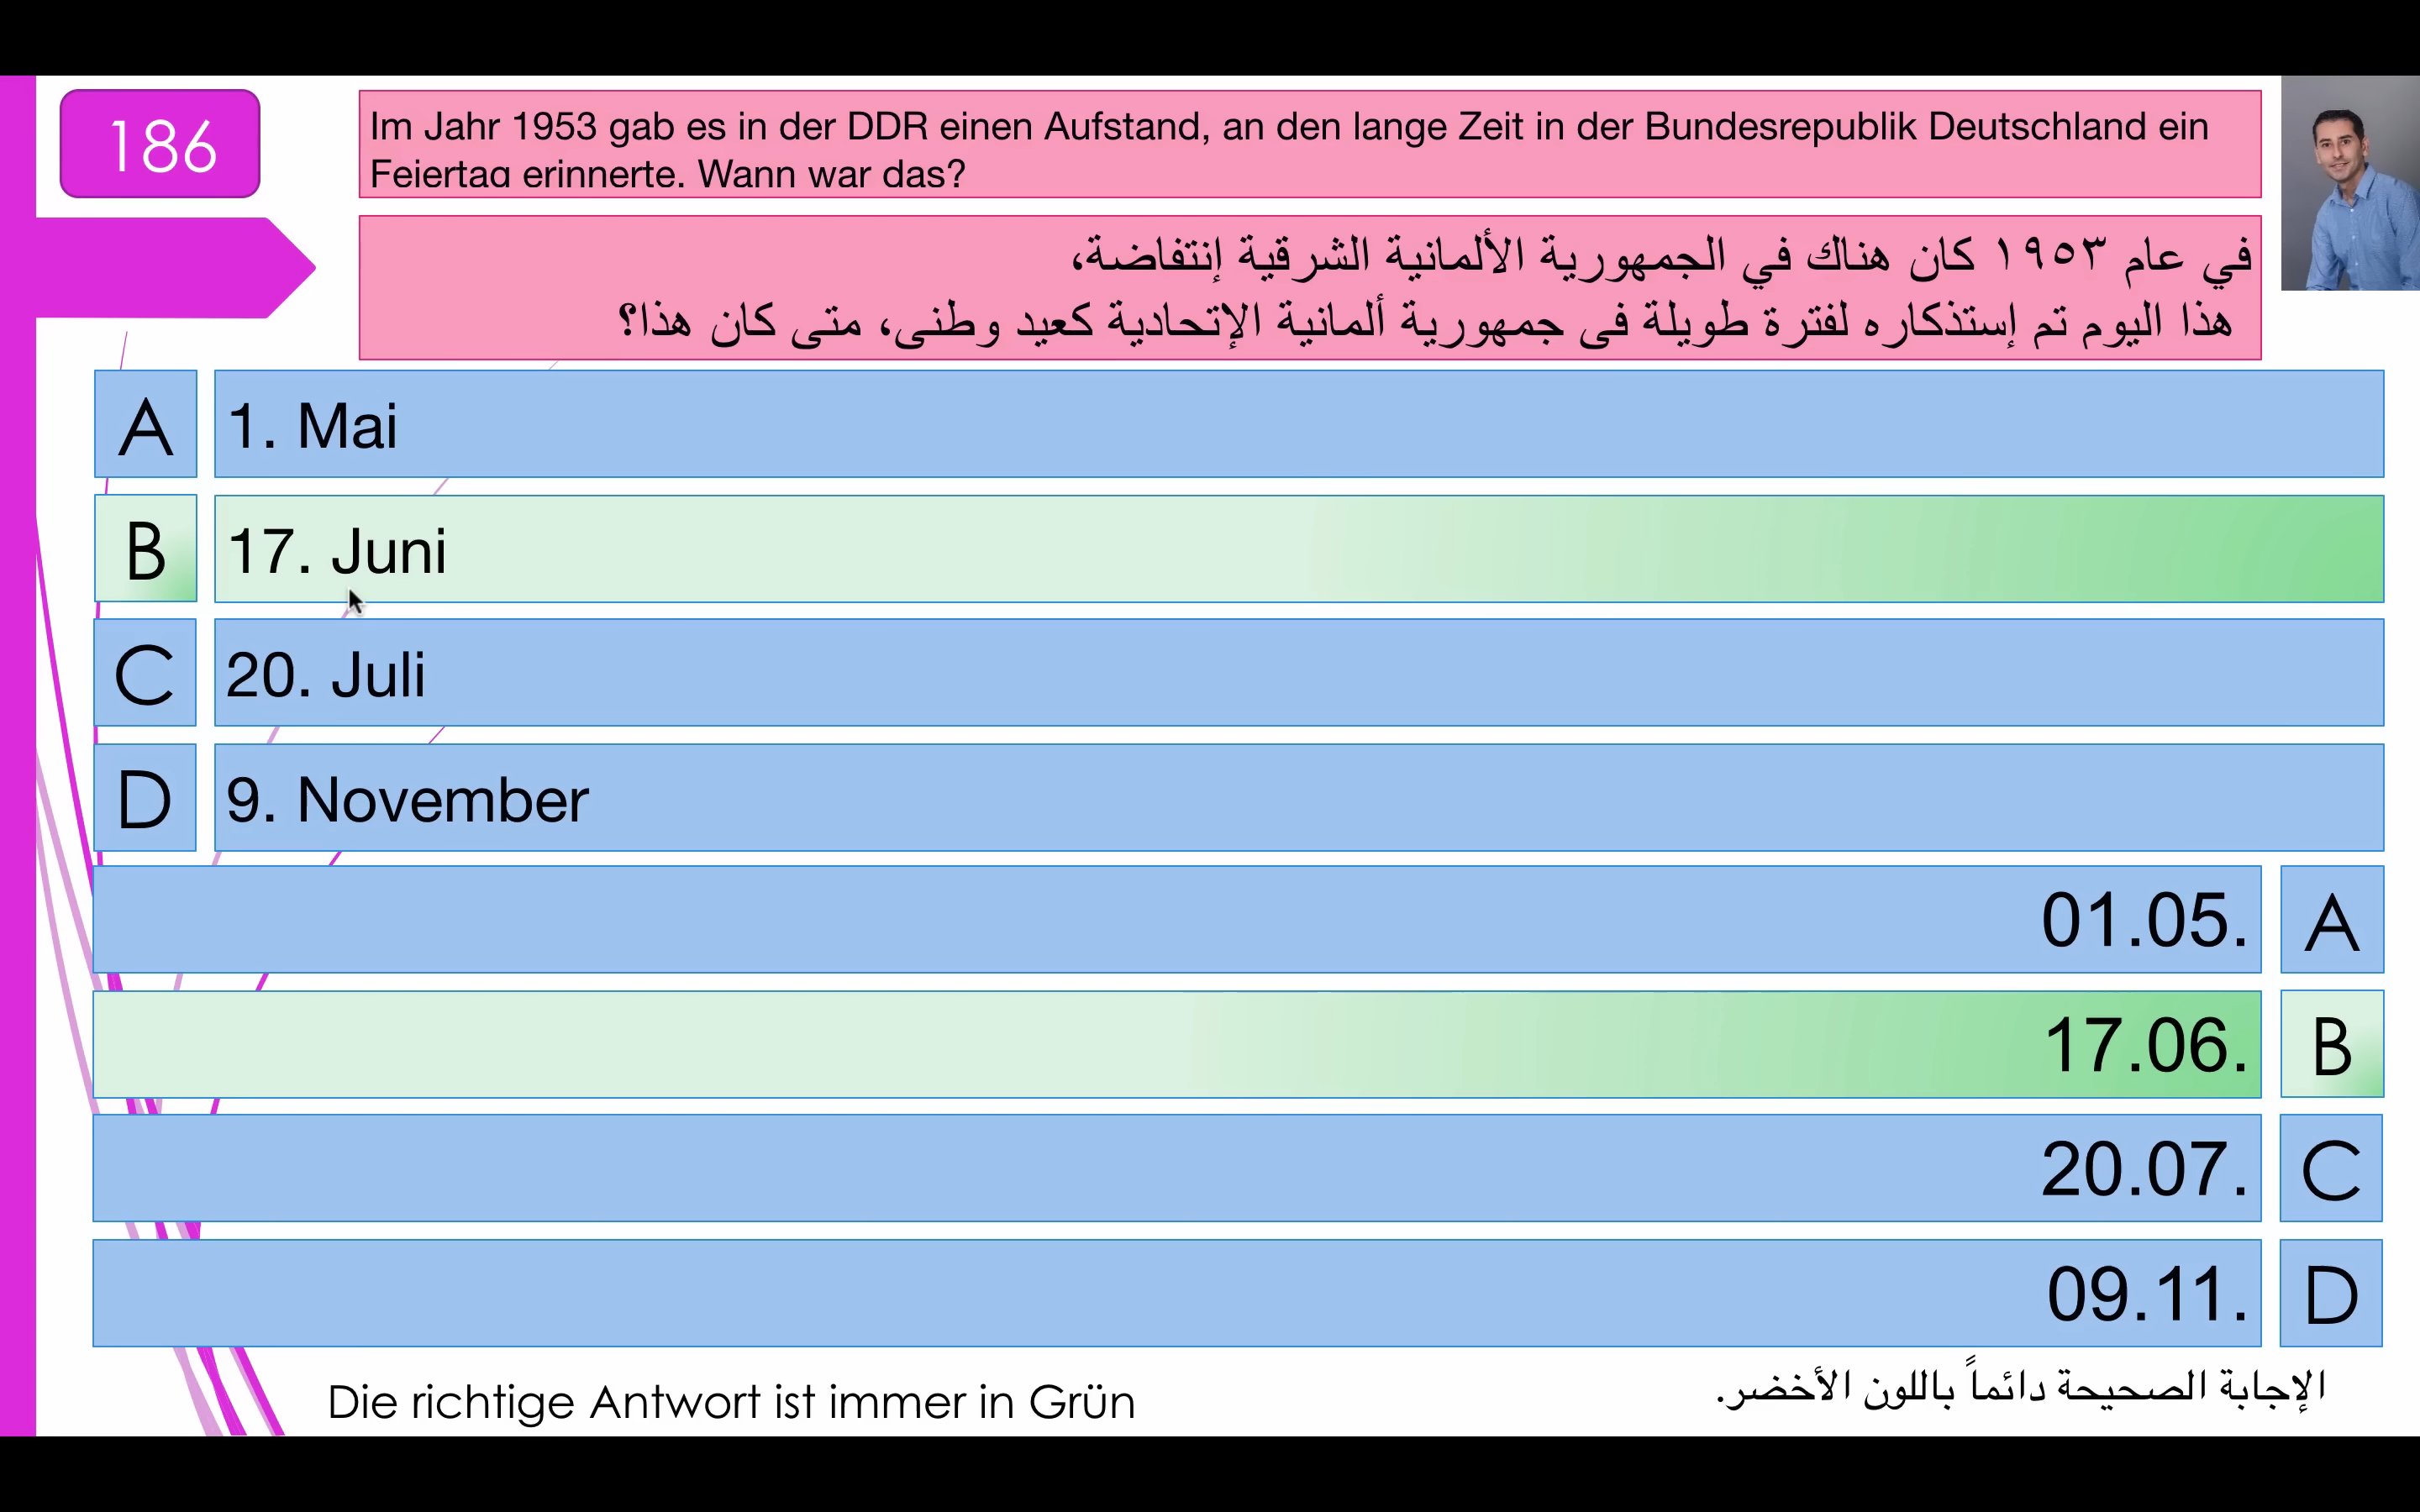 186
Im Jahr 1953 gab es in der DDR einen Aufstand, an den lange Zeit in der Bundesrepublik Deutschland ein
Feiertag erinnerte. Wann war das?
في عام ١٩٥٣ كان هناك في الجمهورية الألمانية الشرقية إنتفاضة،
هذا اليوم تم إستذكاره لفترة طويلة في جمهورية ألمانية الإتحادية كعيد وطني، متى كان هذا؟
A 1. Mai
B 17. Juni
C 20. Juli
D 9. November
01.05. A
17.06. B
20.07. C
09.11. D
Die richtige Antwort ist immer in Grün
الإجابة الصحيحة دائماً باللون الأخضر.